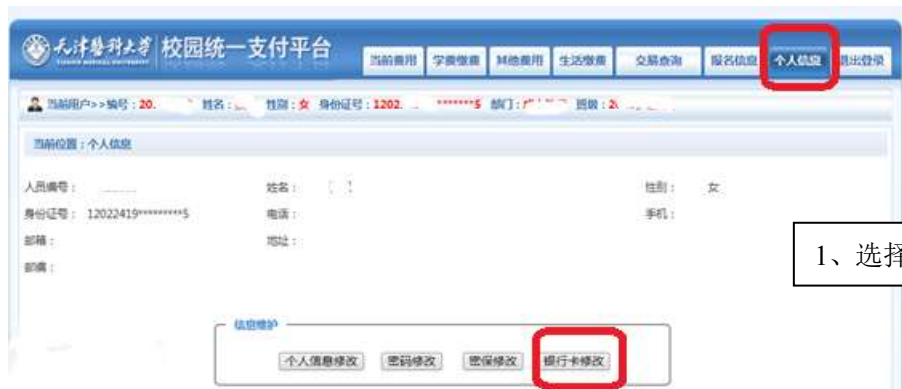 天津醫科大學 校园统一支付平台
当前费用 学费缴费 其他费用 生活缴费 交易查询 报名信息 个人信息 退出登录
当前用户>>编号：20. 姓名： 性别：女 身份证号：1202. *******5 部门： 班级：2
当前位置：个人信息
人员编号： 姓名： 性别： 女
身份证号： 12022419*********5 电话： 手机：
邮箱： 地址：
邮编：
1、选择
信息维护
个人信息修改 密码修改 密保修改 银行卡修改